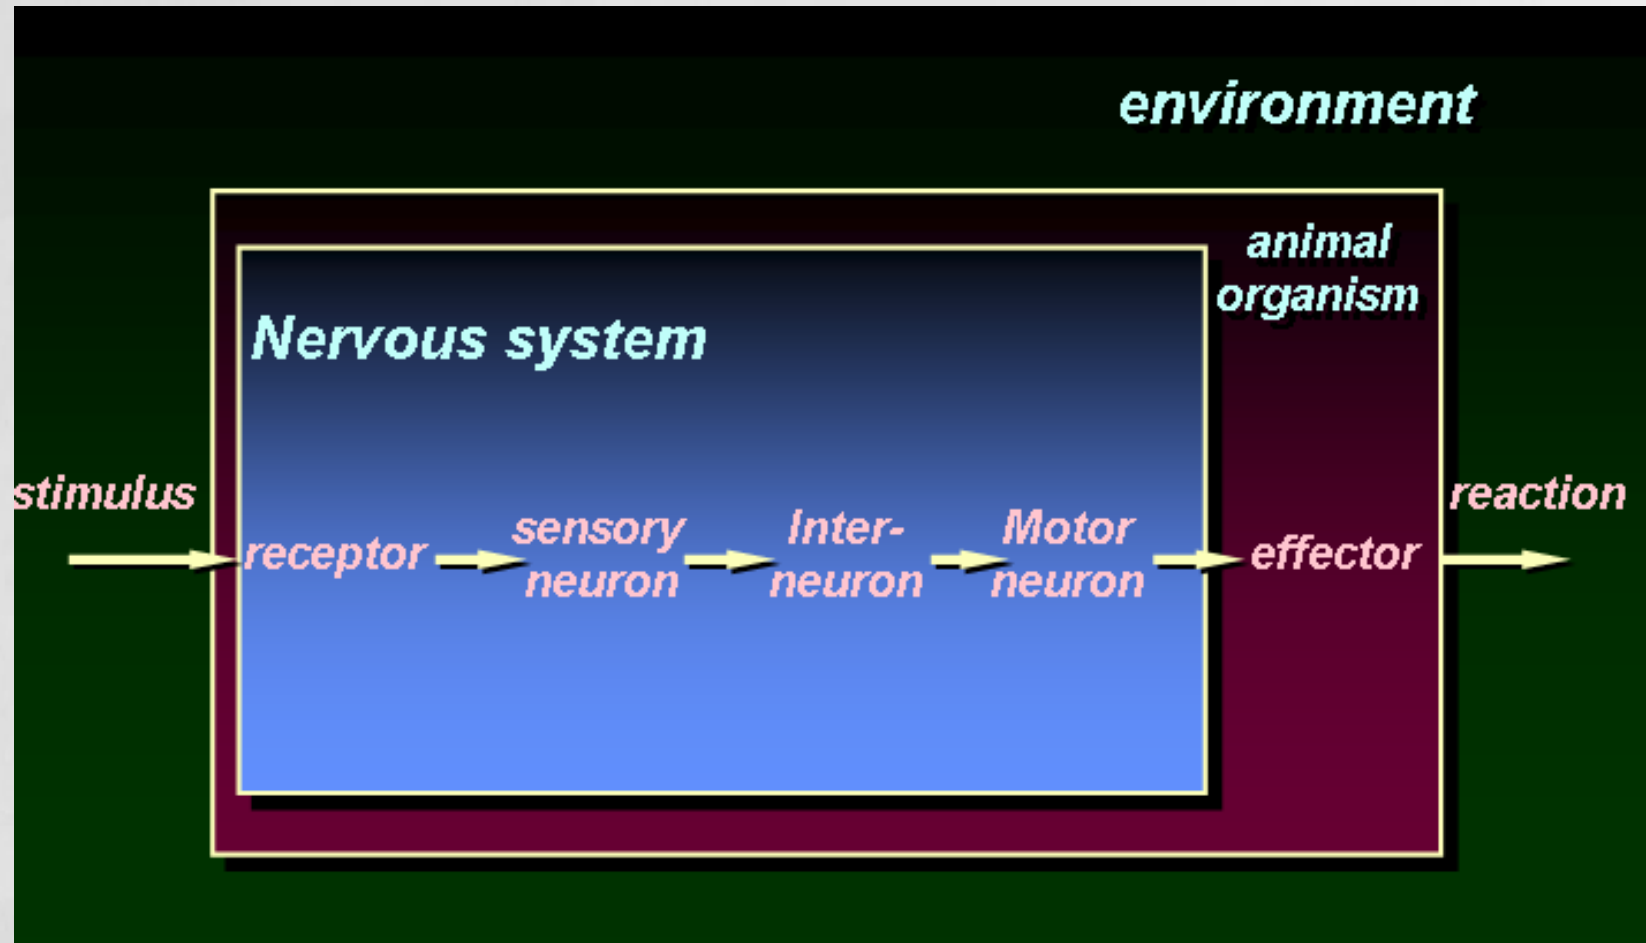 environment
animal
organism
Nervous system
stimulus
receptor
sensory
neuron
Inter-
neuron
Motor
neuron
effector
reaction